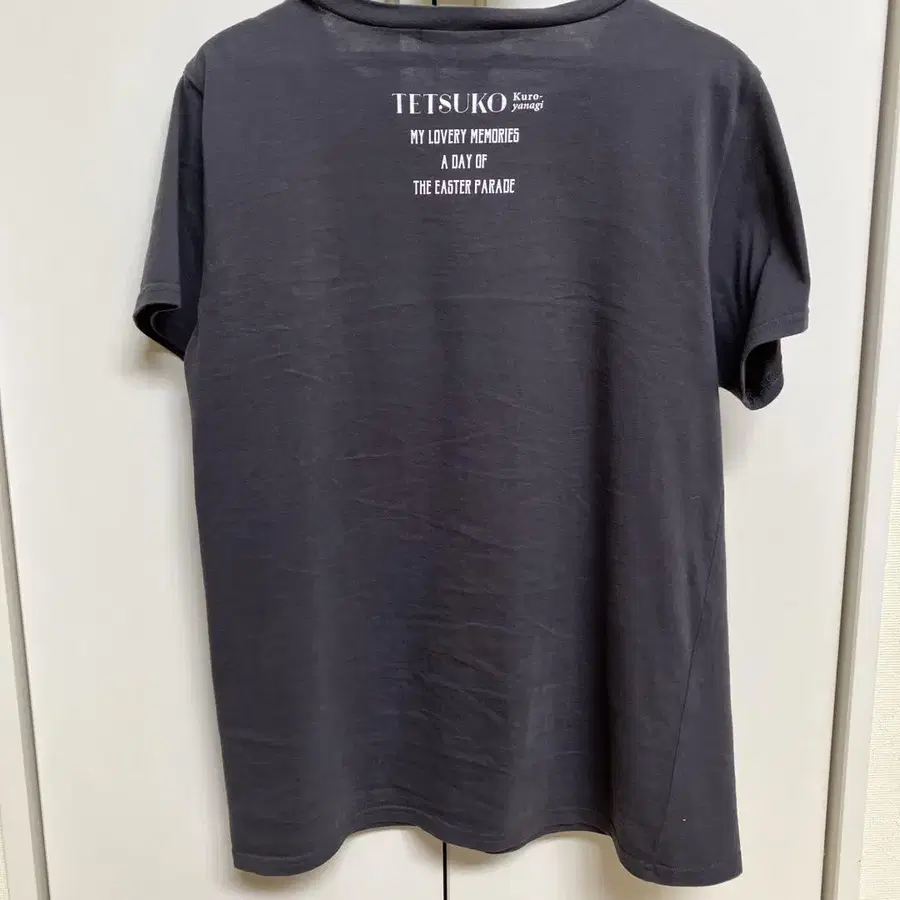 TETSUKO Kuro-
yanagi
MY LOVERY MEMORIES
A DAY OF
THE EASTER PARADE